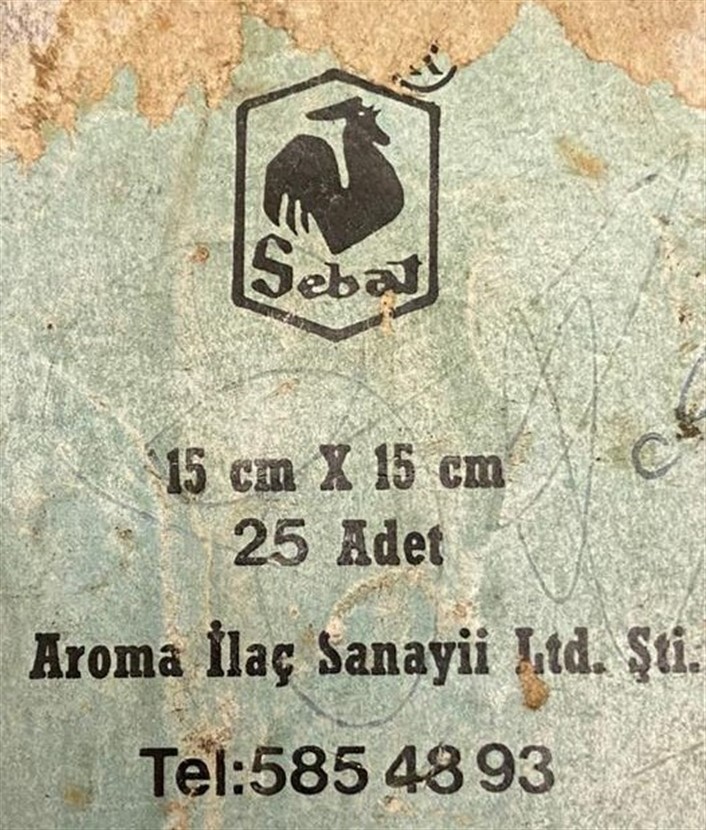 Sebat
15 cm X 15 cm
25 Adet
Aroma İlaç Sanayii Ltd. Şti.
Tel:585 48 93